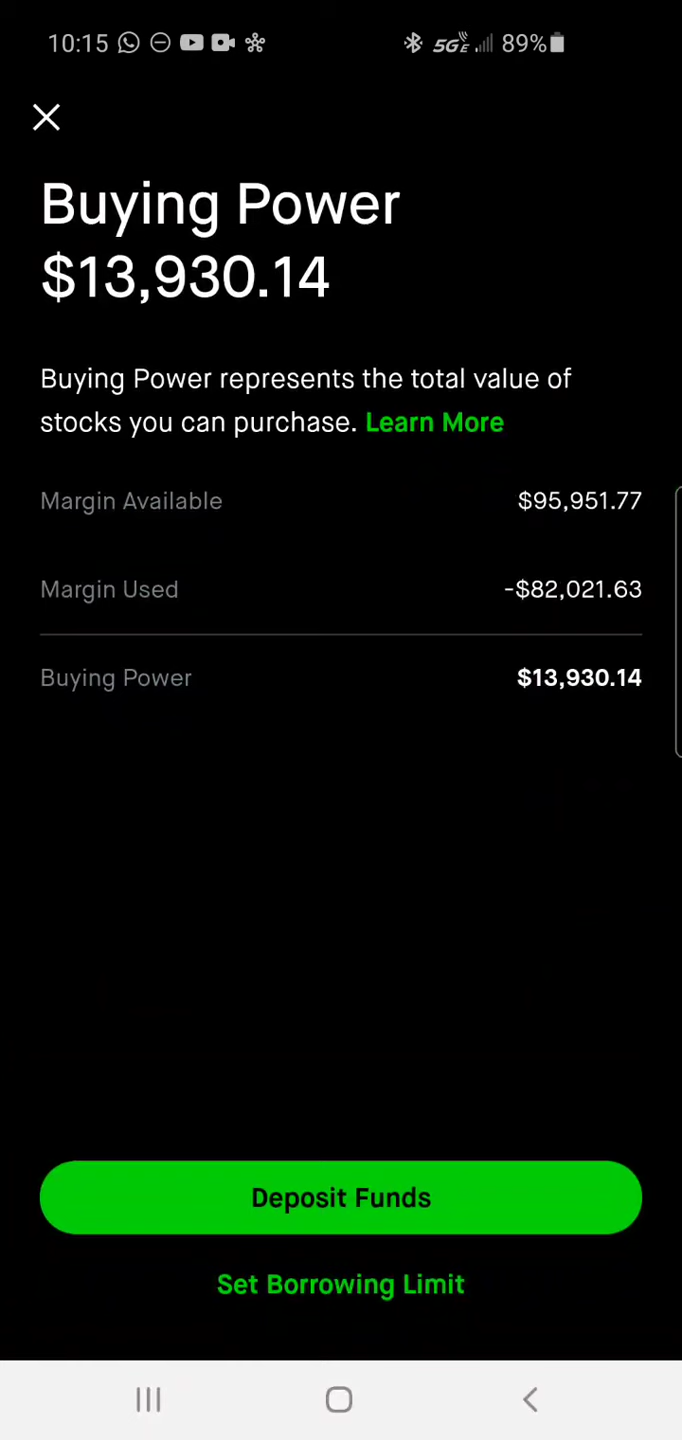 10:15 5GE 89%
Buying Power
$13,930.14
Buying Power represents the total value of
stocks you can purchase. Learn More
Margin Available $95,951.77
Margin Used -$82,021.63
Buying Power $13,930.14
Deposit Funds
Set Borrowing Limit